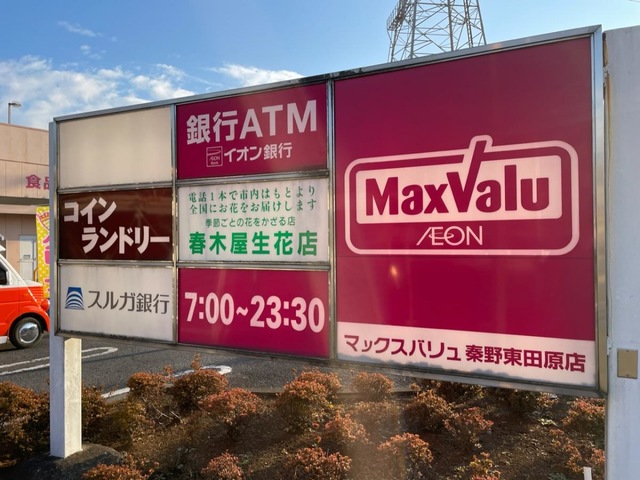 銀行ATM
AEON Bank
イオン銀行
コイン
ランドリー
電話1本で市内はもとより
全国にお花をお届けします
季節ごとの花をかざる店
春木屋生花店
スルガ銀行
7:00~23:30
MaxValu
ÆON
マックスバリュ 秦野東田原店
食品